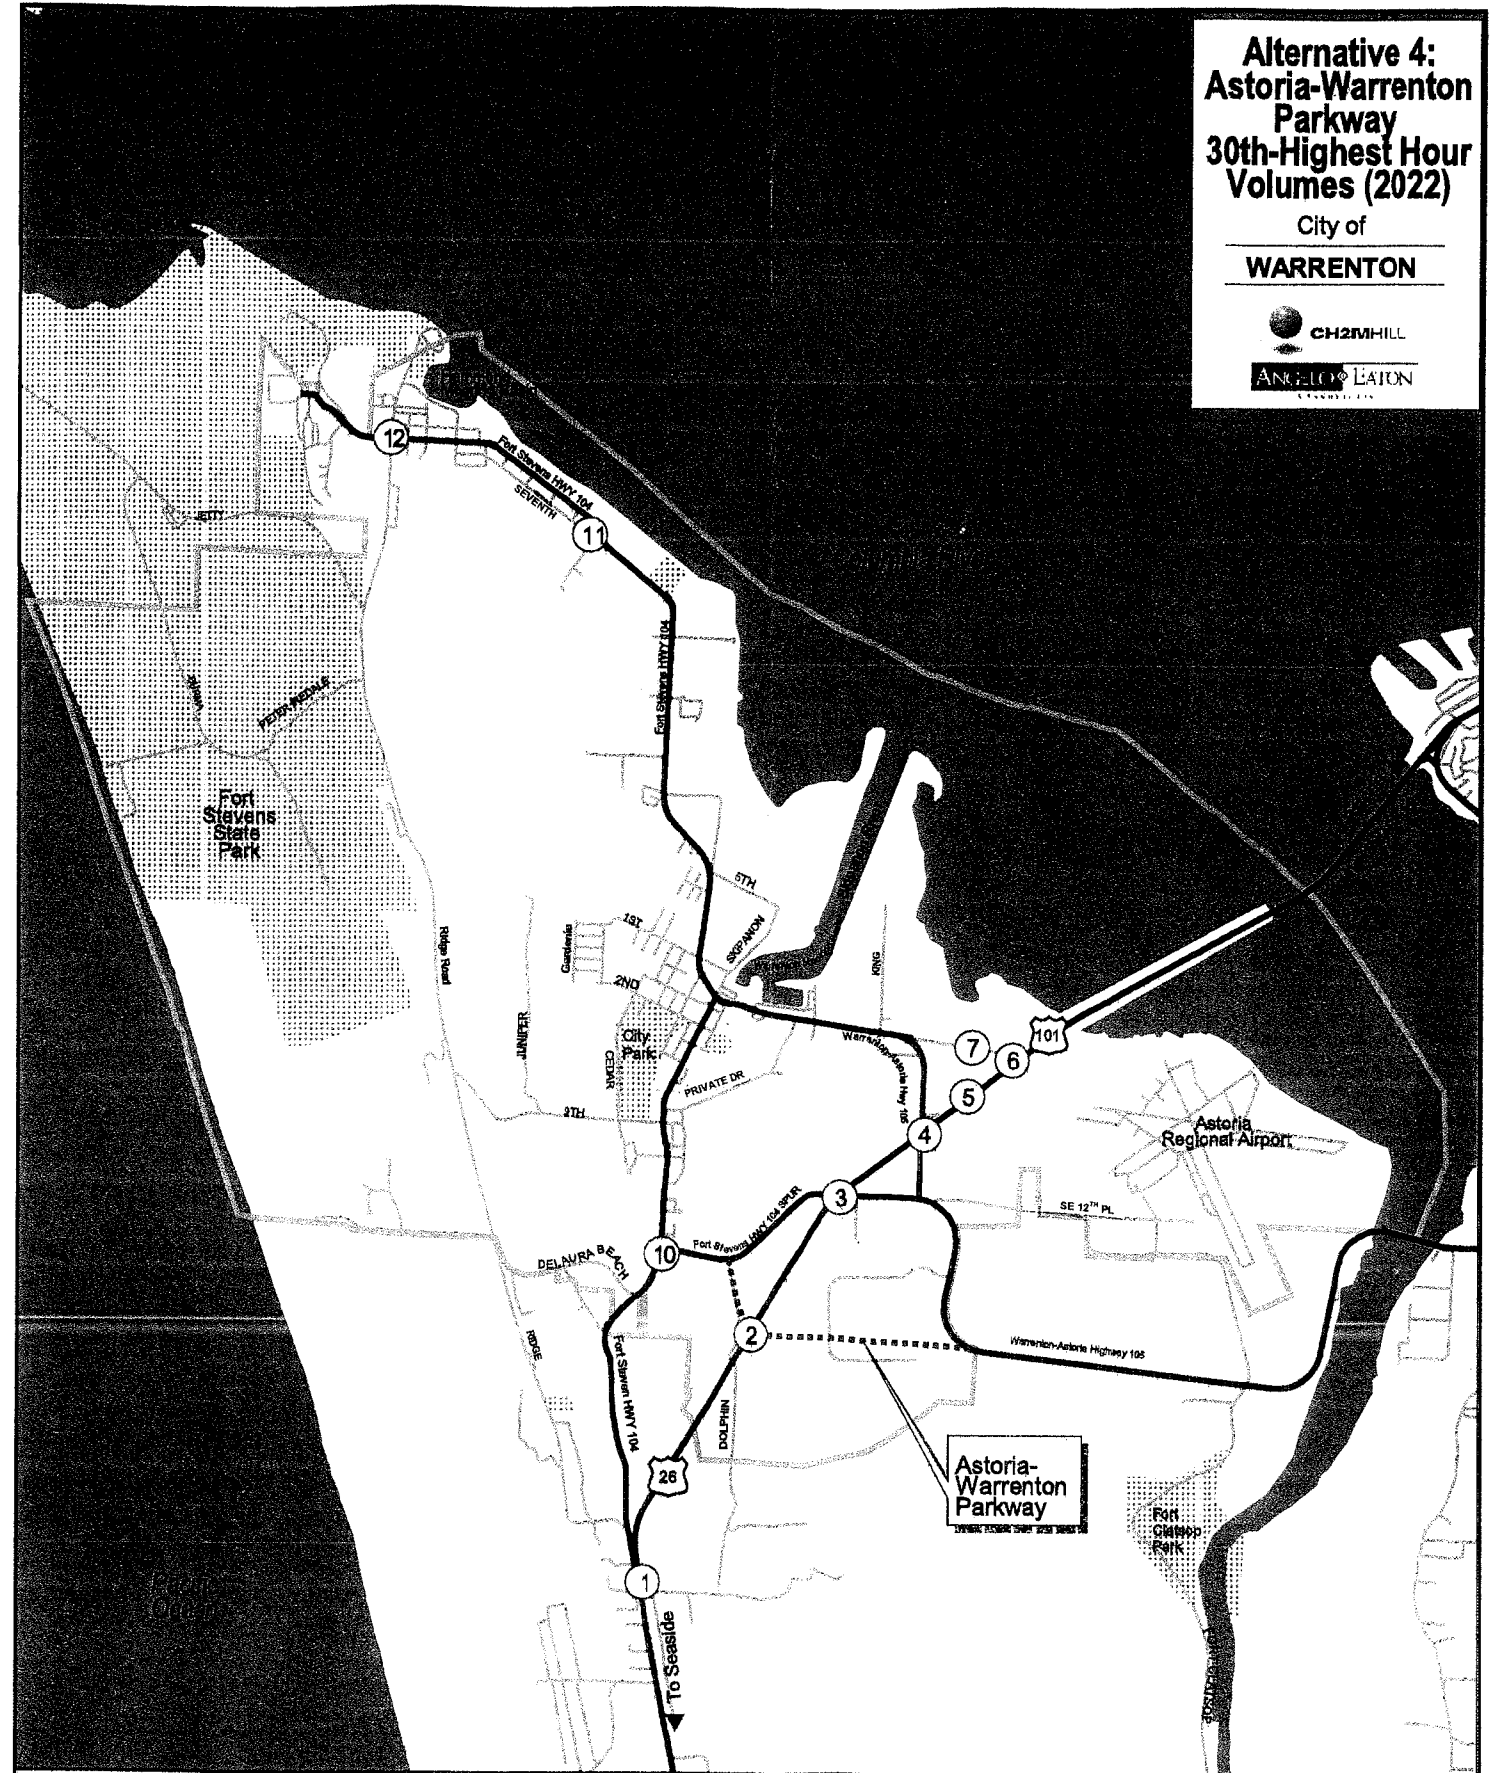 Alternative 4:
Astoria-Warrenton
Parkway
30th-Highest Hour
Volumes (2022)
City of
WARRENTON
CH2MHILL
ANGELO EATON
12
Fort Stevens HWY 104
SEVENTH
11
JETTY
Fort Stevens HWY 104
PETER IREDALE
Fort
Stevens
State
Park
5TH
1ST
SKIPANON
Gardenia
Ridge Road
2ND
KING
JUNIPER
City
Park
CEDAR
PRIVATE DR
9TH
Warrenton-Astoria Hwy 105
101
7
6
5
4
Astoria
Regional Airport
3
SE 12TH PL
10
Fort Stevens HWY 104 SPUR
DELAURA BEACH
2
RIDGE
Fort Steven HWY 104
Warrenton-Astoria Highway 105
DOLPHIN
26
Astoria-
Warrenton
Parkway
Fort
Clatsop
Park
1
Pacific
Ocean
To Seaside